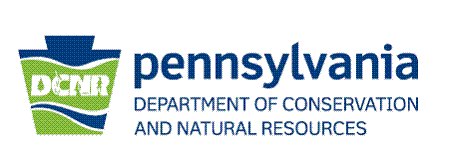 DCNR
pennsylvania
DEPARTMENT OF CONSERVATION
AND NATURAL RESOURCES